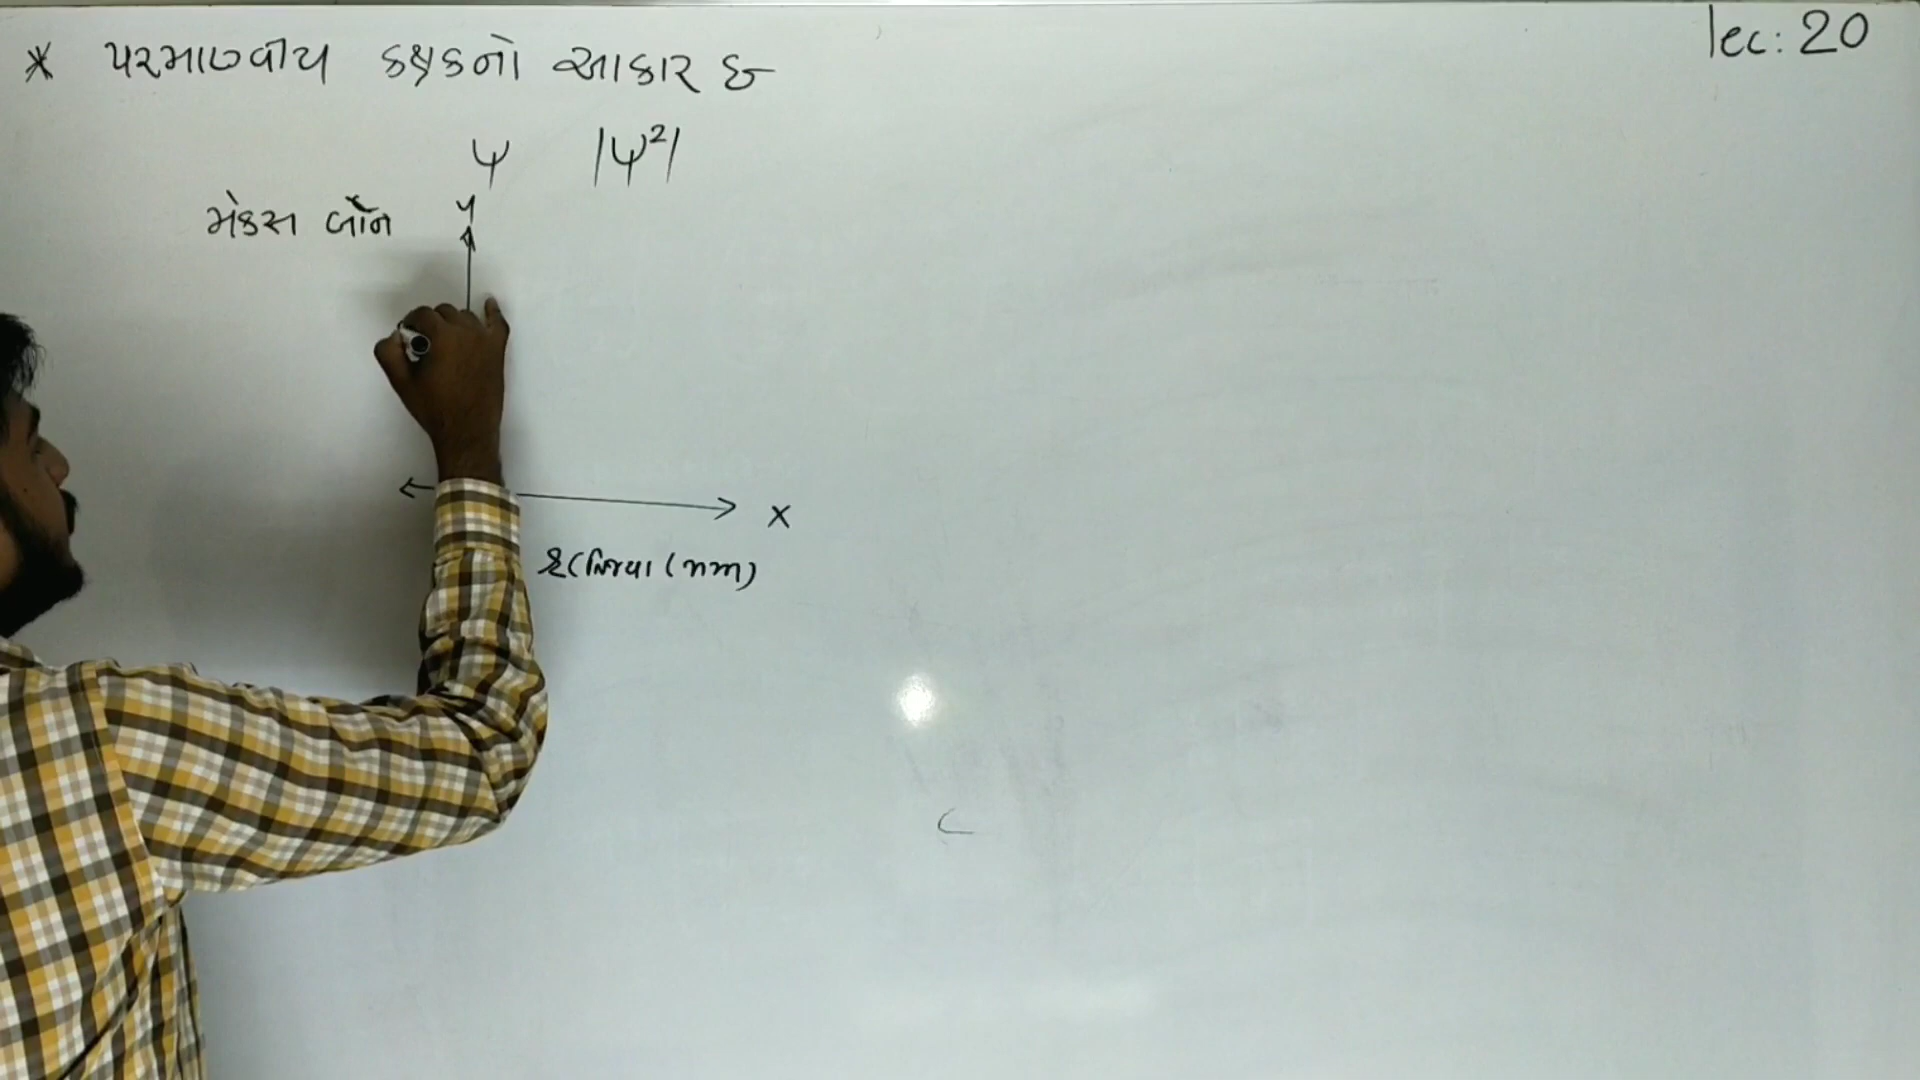 * પરમાણ્વીય કક્ષકનો આકાર
lec: 20
ψ |ψ²|
મેક્સ બોર્ન
y
x
ત્રિજ્યા (nm)